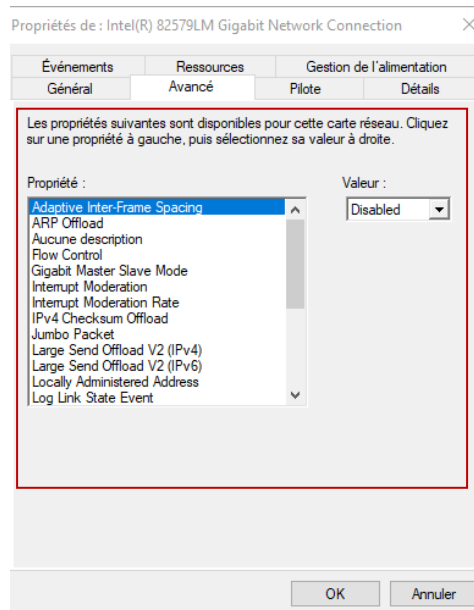 Propriétés de : Intel(R) 82579LM Gigabit Network Connection
Événements
Ressources
Gestion de l'alimentation
Général
Avancé
Pilote
Détails
Les propriétés suivantes sont disponibles pour cette carte réseau. Cliquez
sur une propriété à gauche, puis sélectionnez sa valeur à droite.
Propriété :
Valeur :
Adaptive Inter-Frame Spacing
Disabled
ARP Offload
Aucune description
Flow Control
Gigabit Master Slave Mode
Interrupt Moderation
Interrupt Moderation Rate
IPv4 Checksum Offload
Jumbo Packet
Large Send Offload V2 (IPv4)
Large Send Offload V2 (IPv6)
Locally Administered Address
Log Link State Event
OK
Annuler